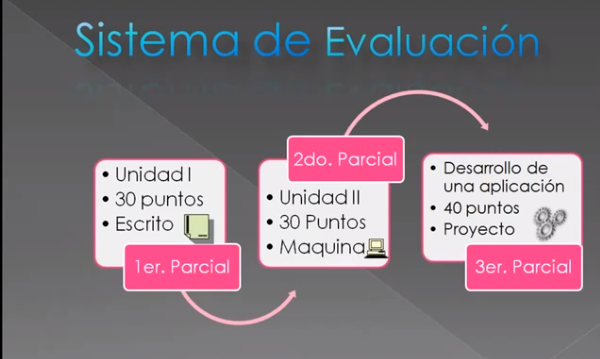 Sistema de Evaluación
• Unidad I
• 30 puntos
• Escrito
1er. Parcial
2do. Parcial
• Unidad II
• 30 Puntos
• Maquina
• Desarrollo de
una aplicación
• 40 puntos
• Proyecto
3er. Parcial